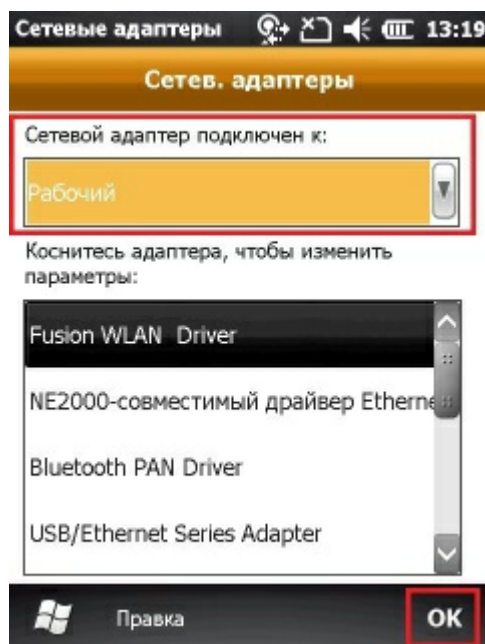 Сетевые адаптеры 13:19
Сетев. адаптеры
Сетевой адаптер подключен к:
Рабочий
Коснитесь адаптера, чтобы изменить
параметры:
Fusion WLAN Driver
NE2000-совместимый драйвер Etherne
Bluetooth PAN Driver
USB/Ethernet Series Adapter
Правка OK